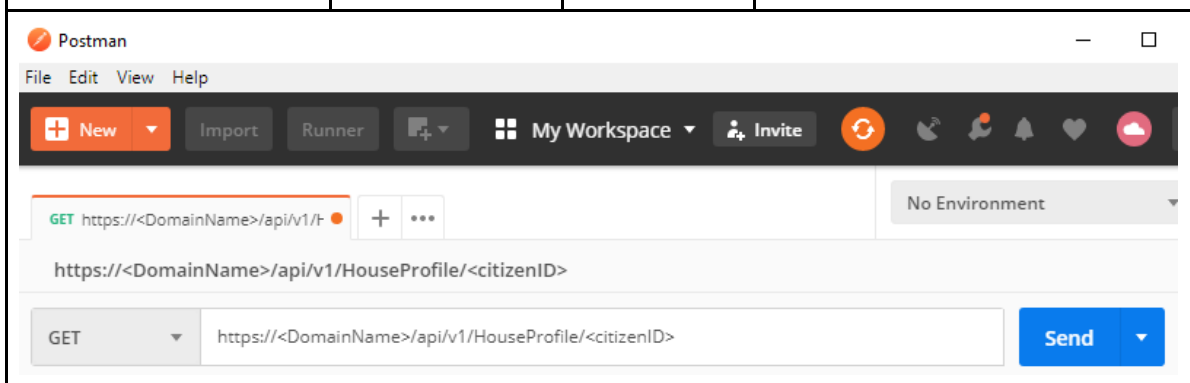 Postman
File Edit View Help
New Import Runner My Workspace Invite
GET https://<DomainName>/api/v1/H No Environment
https://<DomainName>/api/v1/HouseProfile/<citizenID>
GET https://<DomainName>/api/v1/HouseProfile/<citizenID> Send